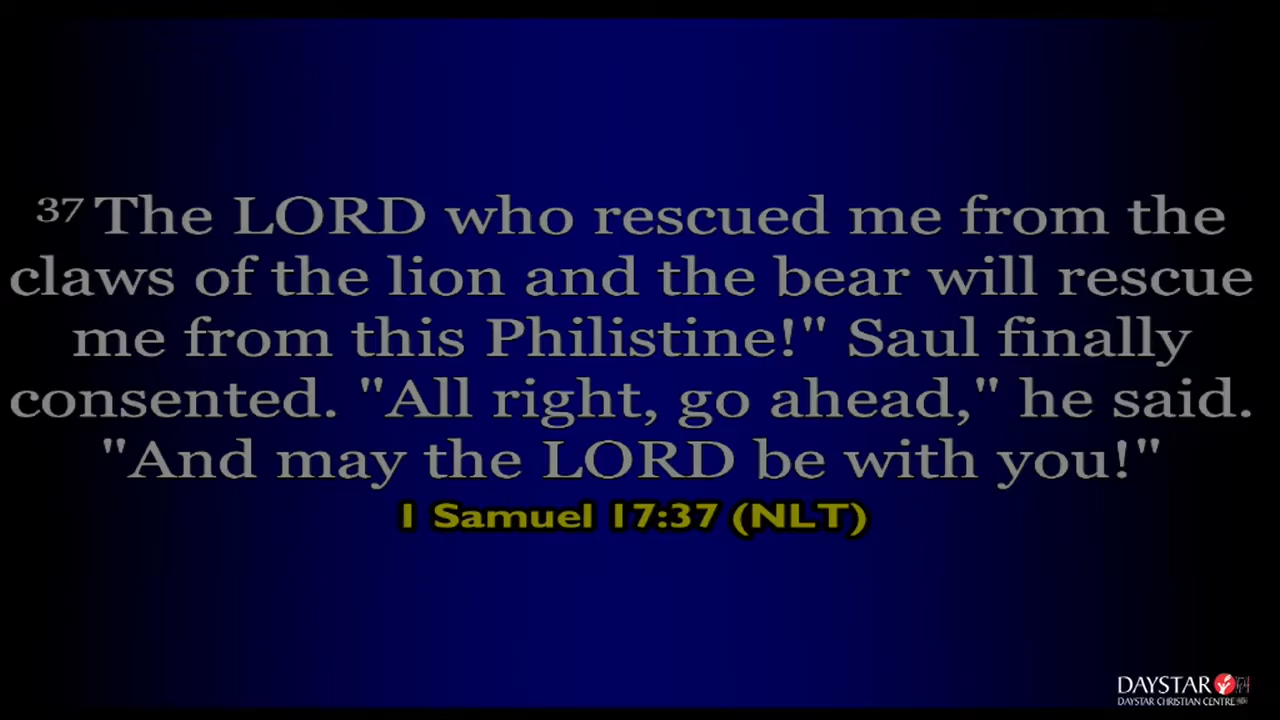 37 The LORD who rescued me from the
claws of the lion and the bear will rescue
me from this Philistine!" Saul finally
consented. "All right, go ahead," he said.
"And may the LORD be with you!"
1 Samuel 17:37 (NLT)
DAYSTAR
DAYSTAR CHRISTIAN CENTRE